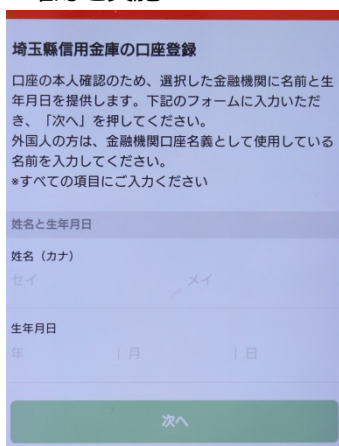 埼玉縣信用金庫の口座登録
口座の本人確認のため、選択した金融機関に名前と生
年月日を提供します。下記のフォームに入力いただ
き、「次へ」を押してください。
外国人の方は、金融機関口座名義として使用している
名前を入力してください。
*すべての項目にご入力ください
姓名と生年月日
姓名（カナ）
セイ メイ
生年月日
年 | 月 | 日
次へ